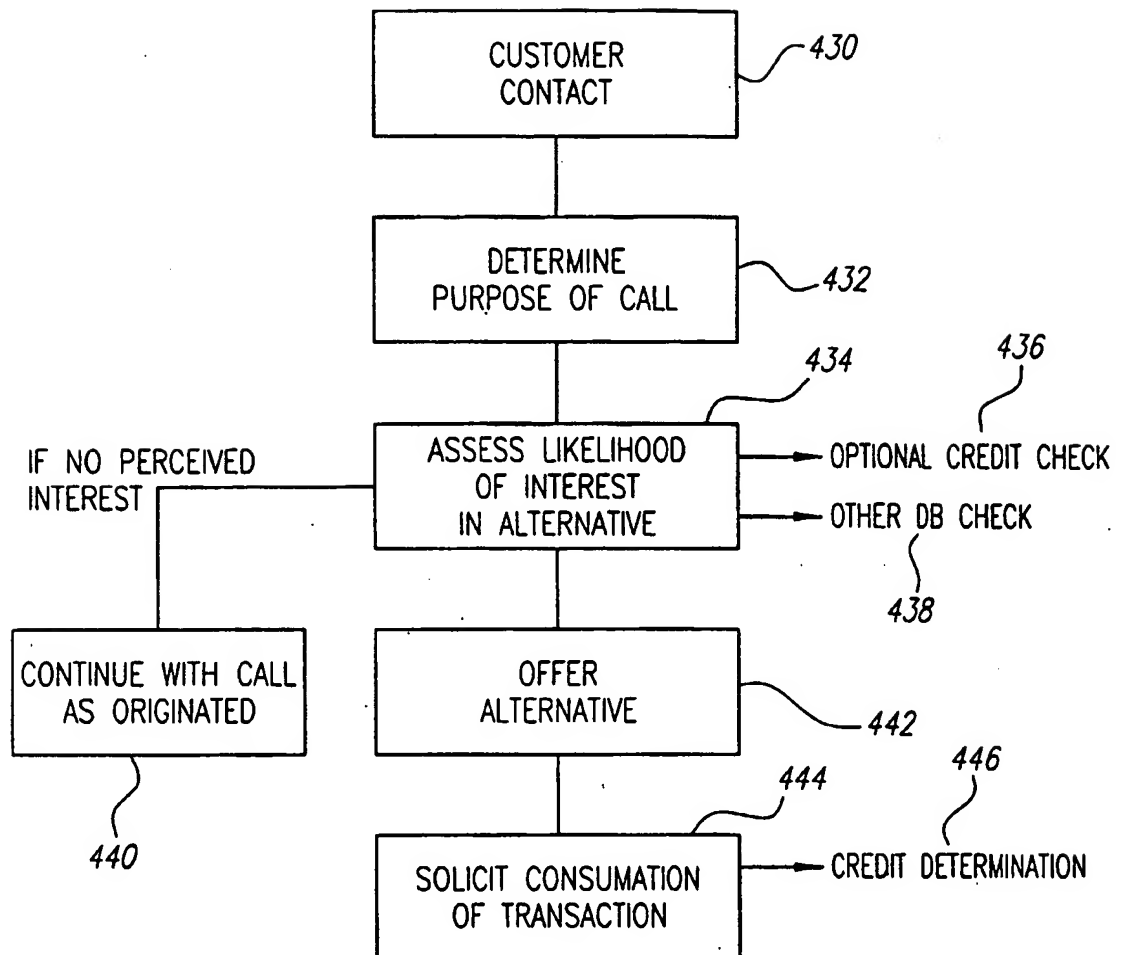 CUSTOMER
CONTACT
430
DETERMINE
PURPOSE OF CALL
432
434
436
IF NO PERCEIVED
INTEREST
ASSESS LIKELIHOOD
OF INTEREST
IN ALTERNATIVE
OPTIONAL CREDIT CHECK
OTHER DB CHECK
438
CONTINUE WITH CALL
AS ORIGINATED
440
OFFER
ALTERNATIVE
442
444
446
SOLICIT CONSUMATION
OF TRANSACTION
CREDIT DETERMINATION